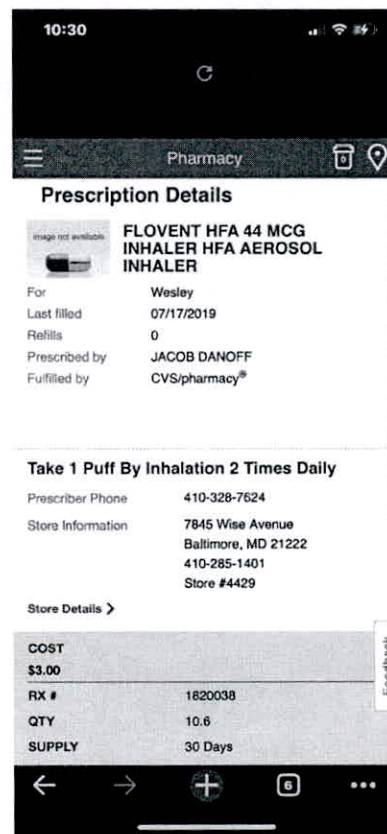 10:30
Pharmacy
0
Prescription Details
image not available
FLOVENT HFA 44 MCG
INHALER HFA AEROSOL
INHALER
For Wesley
Last filled 07/17/2019
Refills 0
Prescribed by JACOB DANOFF
Fulfilled by CVS/pharmacy®
Take 1 Puff By Inhalation 2 Times Daily
Prescriber Phone 410-328-7624
Store Information 7845 Wise Avenue
Baltimore, MD 21222
410-285-1401
Store #4429
Store Details >
Feedback
COST
$3.00
RX # 1820038
QTY 10.6
SUPPLY 30 Days
6